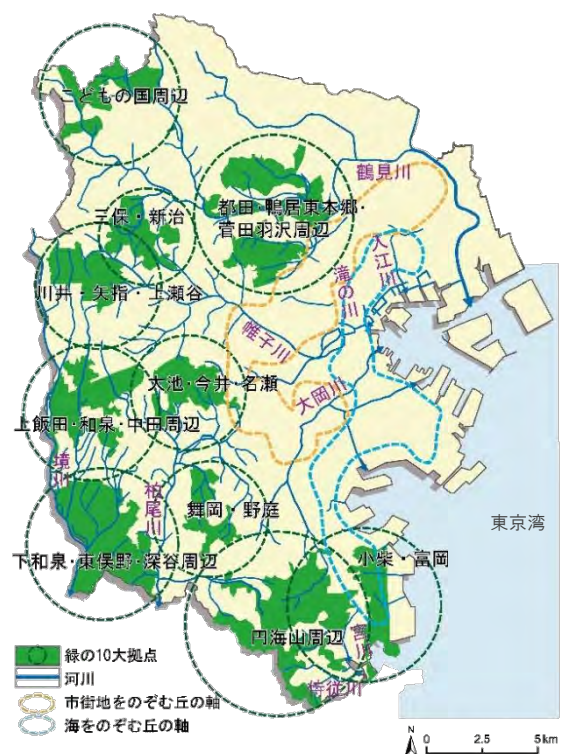 こどもの国周辺
鶴見川
都田・鴨居東本郷・
菅田羽沢周辺
三保・新治
入江川
滝の川
川井・矢指・上瀬谷
帷子川
大池・今井・名瀬
大岡川
上飯田・和泉・中田周辺
境川
柏尾川
舞岡・野庭
東京湾
下和泉・東俣野・深谷周辺
小柴・富岡
円海山周辺
宮川
侍従川
緑の10大拠点
河川
市街地をのぞむ丘の軸
海をのぞむ丘の軸
N
0 2.5 5km